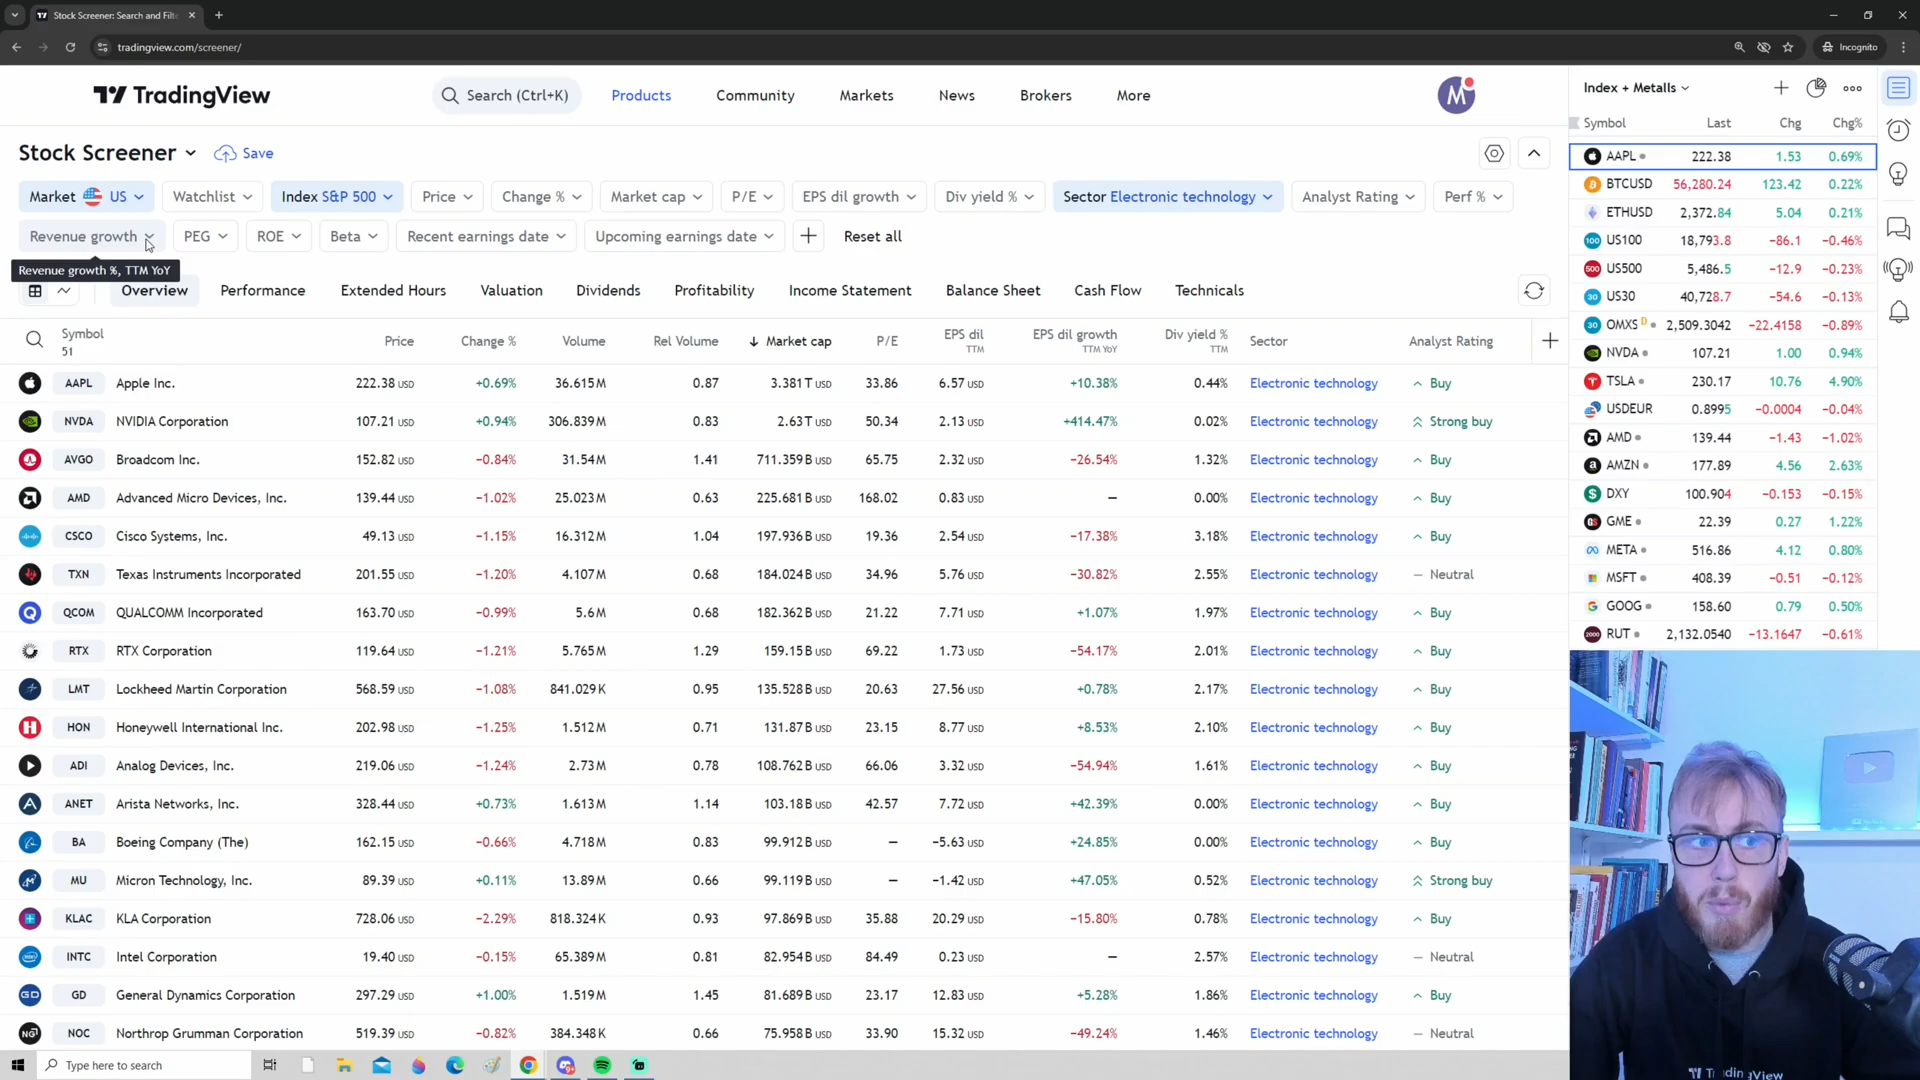 Stock Screener: Search and Filte
tradingview.com/screener/
Incognito
TradingView
Search (Ctrl+K)
Products Community Markets News Brokers More
M
Stock Screener Save
Market US Watchlist Index S&P 500 Price Change % Market cap P/E EPS dil growth Div yield % Sector Electronic technology Analyst Rating Perf %
Revenue growth PEG ROE Beta Recent earnings date Upcoming earnings date Reset all
Revenue growth %, TTM YoY
Overview Performance Extended Hours Valuation Dividends Profitability Income Statement Balance Sheet Cash Flow Technicals
Symbol 51 Price Change % Volume Rel Volume Market cap P/E EPS dil TTM EPS dil growth TTM YoY Div yield % TTM Sector Analyst Rating
AAPL Apple Inc. 222.38 USD +0.69% 36.615 M 0.87 3.381 T USD 33.86 6.57 USD +10.38% 0.44% Electronic technology Buy
NVDA NVIDIA Corporation 107.21 USD +0.94% 306.839 M 0.83 2.63 T USD 50.34 2.13 USD +414.47% 0.02% Electronic technology Strong buy
AVGO Broadcom Inc. 152.82 USD −0.84% 31.54 M 1.41 711.359 B USD 65.75 2.32 USD −26.54% 1.32% Electronic technology Buy
AMD Advanced Micro Devices, Inc. 139.44 USD −1.02% 25.023 M 0.63 225.681 B USD 168.02 0.83 USD — 0.00% Electronic technology Buy
CSCO Cisco Systems, Inc. 49.13 USD −1.15% 16.312 M 1.04 197.936 B USD 19.36 2.54 USD −17.38% 3.18% Electronic technology Buy
TXN Texas Instruments Incorporated 201.55 USD −1.20% 4.107 M 0.68 184.024 B USD 34.96 5.76 USD −30.82% 2.55% Electronic technology — Neutral
QCOM QUALCOMM Incorporated 163.70 USD −0.99% 5.6 M 0.68 182.362 B USD 21.22 7.71 USD +1.07% 1.97% Electronic technology Buy
RTX RTX Corporation 119.64 USD −1.21% 5.765 M 1.29 159.15 B USD 69.22 1.73 USD −54.17% 2.01% Electronic technology Buy
LMT Lockheed Martin Corporation 568.59 USD −1.08% 841.029 K 0.95 135.528 B USD 20.63 27.56 USD +0.78% 2.17% Electronic technology Buy
HON Honeywell International Inc. 202.98 USD −1.25% 1.512 M 0.71 131.87 B USD 23.15 8.77 USD +8.53% 2.10% Electronic technology Buy
ADI Analog Devices, Inc. 219.06 USD −1.24% 2.73 M 0.78 108.762 B USD 66.06 3.32 USD −54.94% 1.61% Electronic technology Buy
ANET Arista Networks, Inc. 328.44 USD +0.73% 1.613 M 1.14 103.18 B USD 42.57 7.72 USD +42.39% 0.00% Electronic technology Buy
BA Boeing Company (The) 162.15 USD −0.66% 4.718 M 0.83 99.912 B USD — −5.63 USD +24.85% 0.00% Electronic technology Buy
MU Micron Technology, Inc. 89.39 USD +0.11% 13.89 M 0.66 99.119 B USD — −1.42 USD +47.05% 0.52% Electronic technology Strong buy
KLAC KLA Corporation 728.06 USD −2.29% 818.324 K 0.93 97.869 B USD 35.88 20.29 USD −15.80% 0.78% Electronic technology Buy
INTC Intel Corporation 19.40 USD −0.15% 65.389 M 0.81 82.954 B USD 84.49 0.23 USD — 2.57% Electronic technology — Neutral
GD General Dynamics Corporation 297.29 USD +1.00% 1.519 M 1.45 81.689 B USD 23.17 12.83 USD +5.28% 1.86% Electronic technology Buy
NOC Northrop Grumman Corporation 519.39 USD −0.82% 384.348 K 0.66 75.958 B USD 33.90 15.32 USD −49.24% 1.46% Electronic technology — Neutral
Index + Metalls
Symbol Last Chg Chg%
AAPL 222.38 1.53 0.69%
BTCUSD 56,280.24 123.42 0.22%
ETHUSD 2,372.84 5.04 0.21%
100 US100 18,793.8 −86.1 −0.46%
500 US500 5,486.5 −12.9 −0.23%
30 US30 40,728.7 −54.6 −0.13%
30 OMXS D 2,509.3042 −22.4158 −0.89%
NVDA 107.21 1.00 0.94%
TSLA 230.17 10.76 4.90%
USDEUR 0.8995 −0.0004 −0.04%
AMD 139.44 −1.43 −1.02%
AMZN 177.89 4.56 2.63%
DXY 100.904 −0.153 −0.15%
GME 22.39 0.27 1.22%
META 516.86 4.12 0.80%
MSFT 408.39 −0.51 −0.12%
GOOG 158.60 0.79 0.50%
2000 RUT 2,132.0540 −13.1647 −0.61%
TradingView
Type here to search